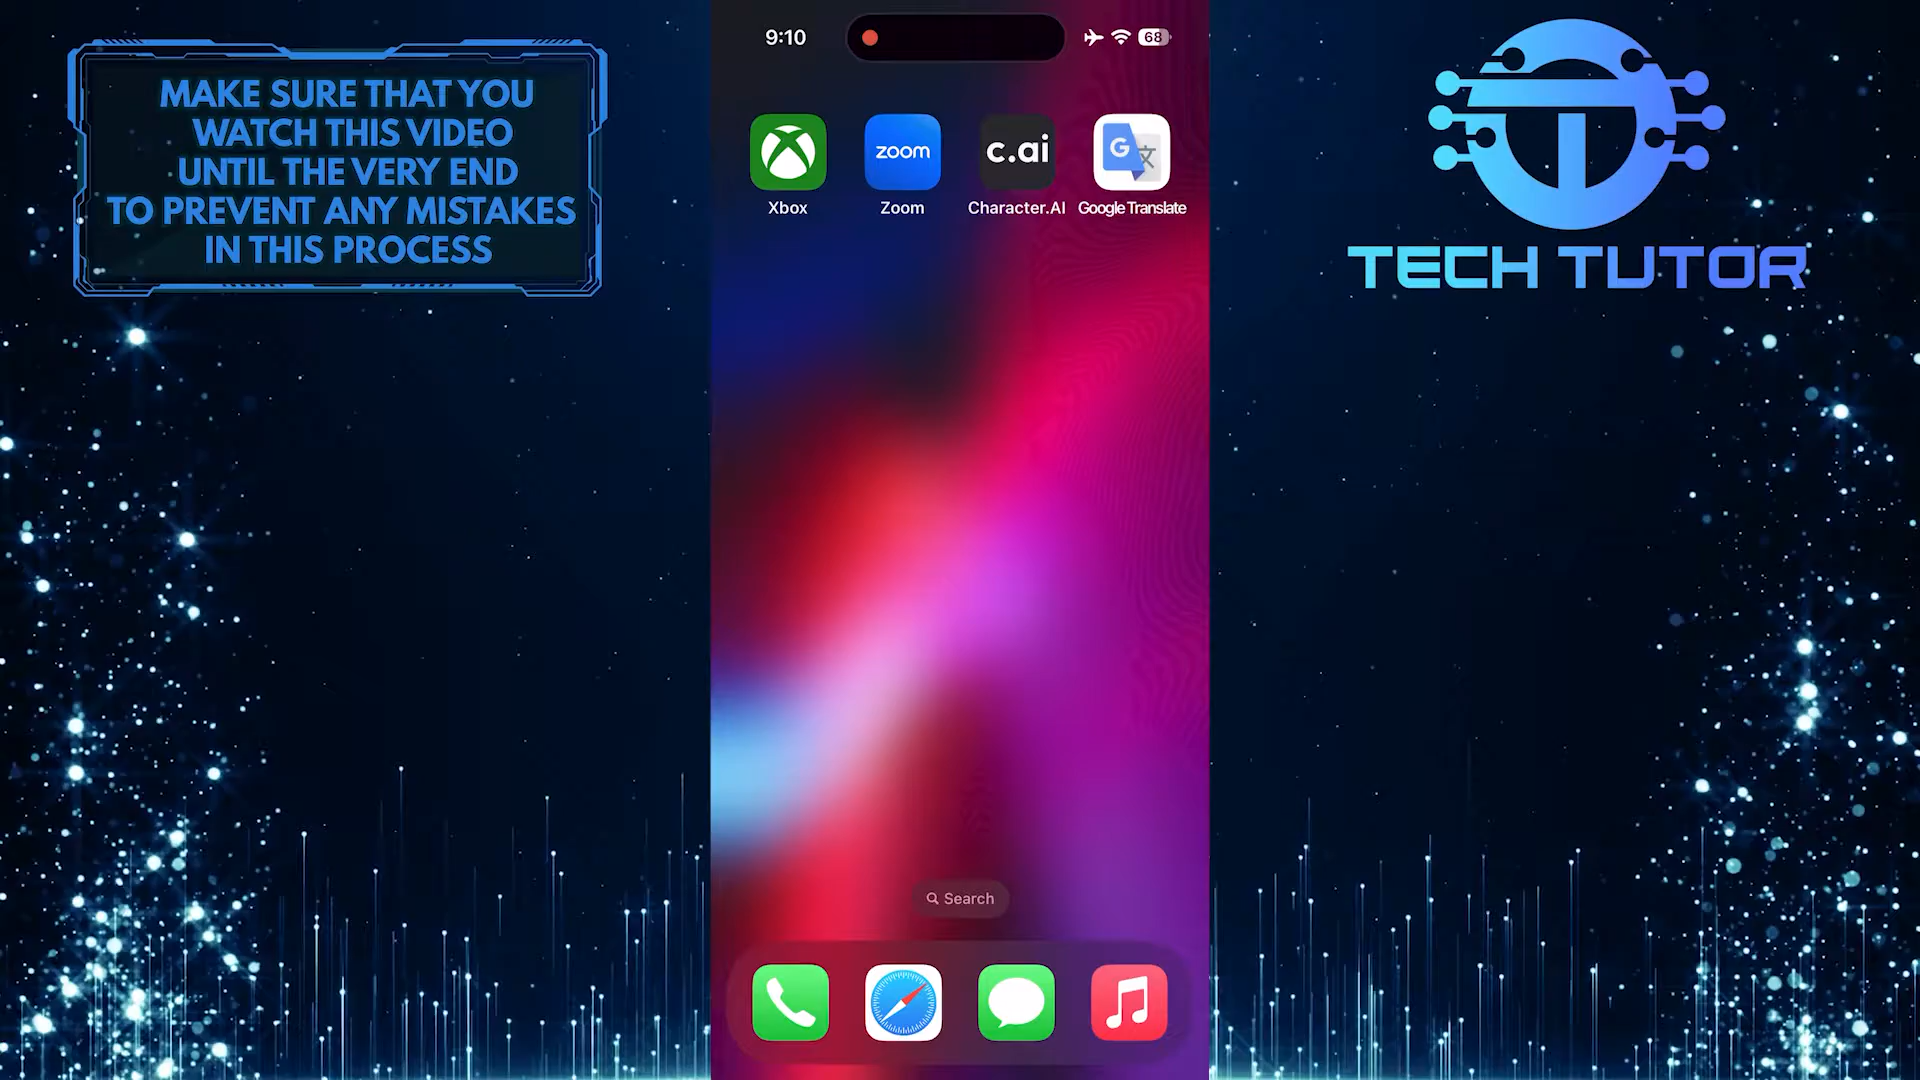 MAKE SURE THAT YOU
WATCH THIS VIDEO
UNTIL THE VERY END
TO PREVENT ANY MISTAKES
IN THIS PROCESS
9:10
68
zoom
c.ai
G 文
Xbox
Zoom
Character.AI
Google Translate
Search
TECH TUTOR